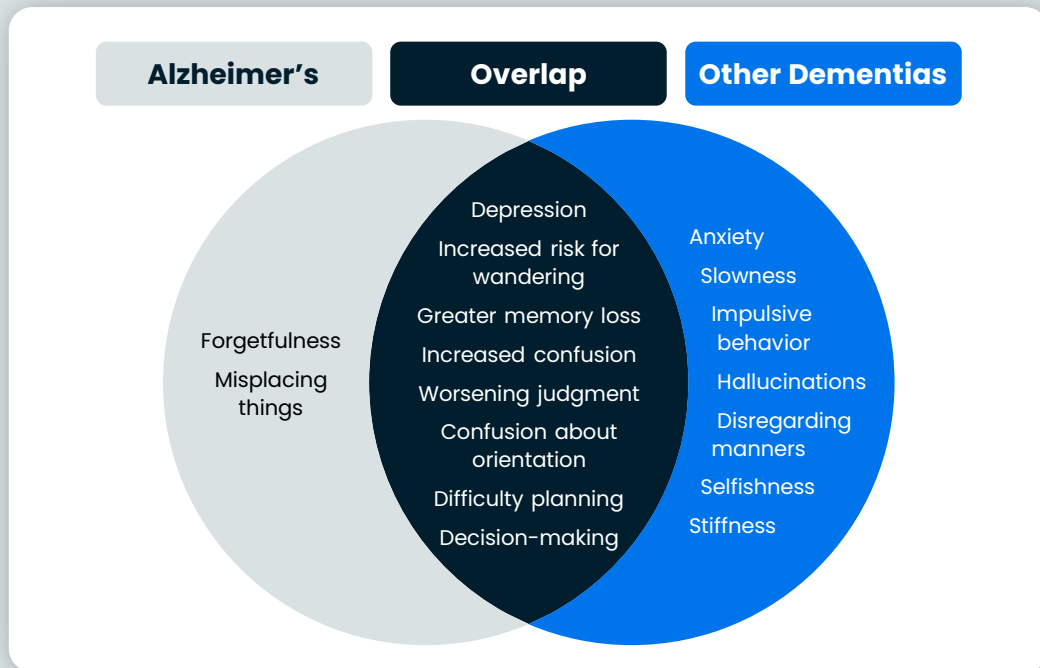 Alzheimer’s
Overlap
Other Dementias
Forgetfulness
Misplacing
things
Depression
Increased risk for
wandering
Greater memory loss
Increased confusion
Worsening judgment
Confusion about
orientation
Difficulty planning
Decision-making
Anxiety
Slowness
Impulsive
behavior
Hallucinations
Disregarding
manners
Selfishness
Stiffness